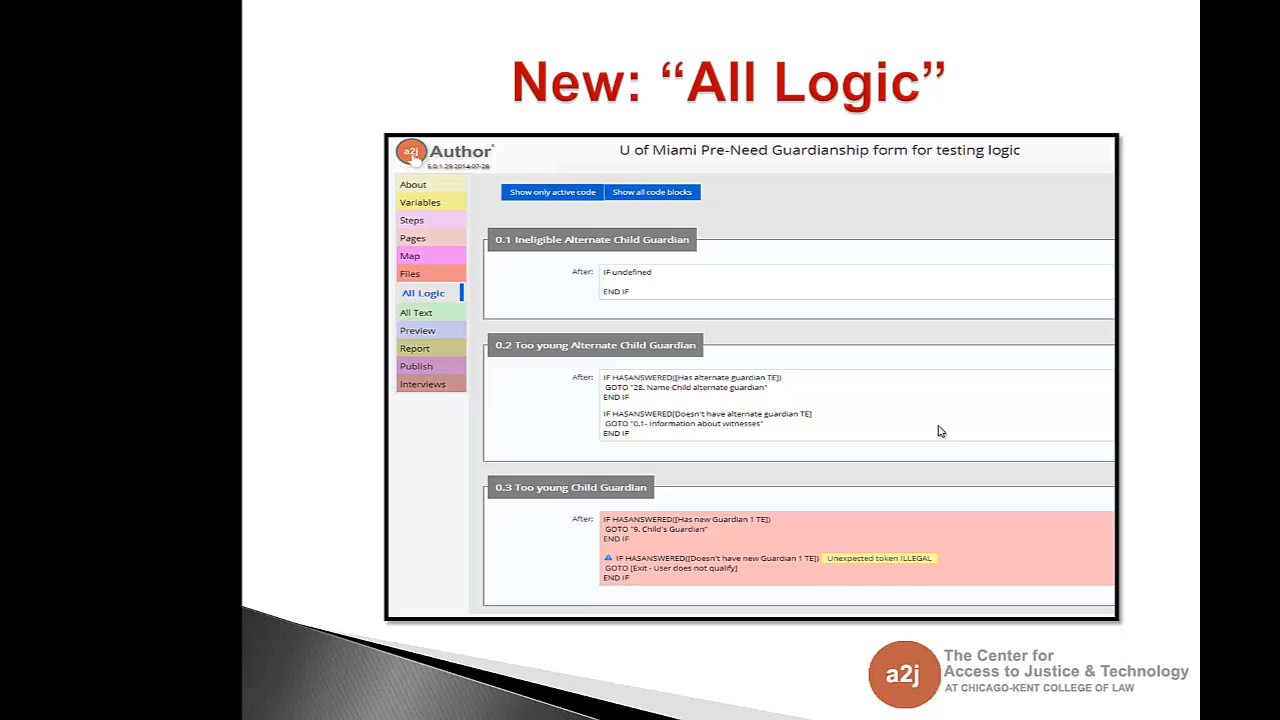 New: “All Logic”
a2j Author®
5.0.1-29-2014-07-28
U of Miami Pre-Need Guardianship form for testing logic
About
Variables
Steps
Pages
Map
Files
All Logic
All Text
Preview
Report
Publish
Interviews
Show only active code
Show all code blocks
0.1 Ineligible Alternate Child Guardian
After:
IF undefined
END IF
0.2 Too young Alternate Child Guardian
After:
IF HASANSWERED([Has alternate guardian TE])
GOTO "28. Name Child alternate guardian"
END IF
IF HASANSWERED[Doesn't have alternate guardian TE]
GOTO "0.1- Information about witnesses"
END IF
0.3 Too young Child Guardian
After:
IF HASANSWERED([Has new Guardian 1 TE])
GOTO "9. Child's Guardian"
END IF
IF HASANSWERED([Doesn't have new Guardian 1 TE]) Unexpected token ILLEGAL
GOTO [Exit - User does not qualify]
END IF
a2j
The Center for
Access to Justice & Technology
AT CHICAGO-KENT COLLEGE OF LAW